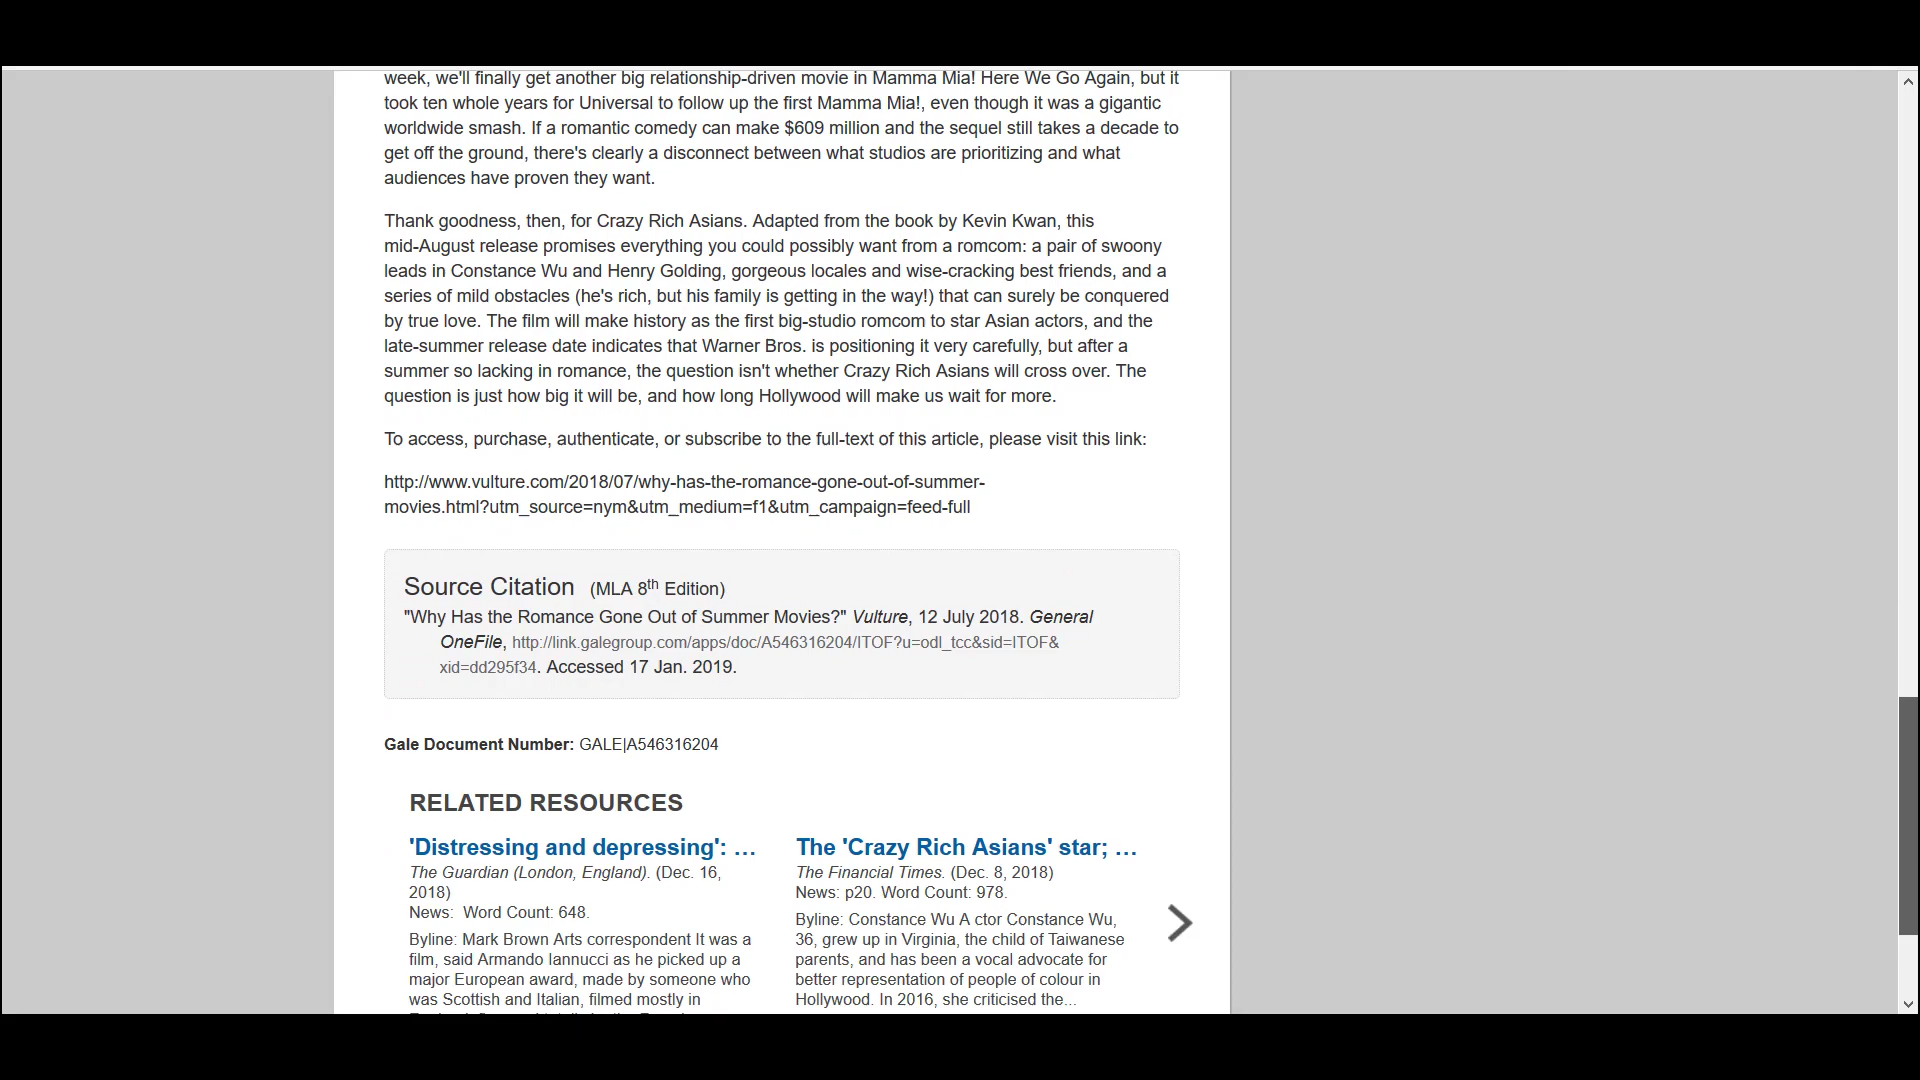 week, we'll finally get another big relationship-driven movie in Mamma Mia! Here We Go Again, but it
took ten whole years for Universal to follow up the first Mamma Mia!, even though it was a gigantic
worldwide smash. If a romantic comedy can make $609 million and the sequel still takes a decade to
get off the ground, there's clearly a disconnect between what studios are prioritizing and what
audiences have proven they want.
Thank goodness, then, for Crazy Rich Asians. Adapted from the book by Kevin Kwan, this
mid-August release promises everything you could possibly want from a romcom: a pair of swoony
leads in Constance Wu and Henry Golding, gorgeous locales and wise-cracking best friends, and a
series of mild obstacles (he's rich, but his family is getting in the way!) that can surely be conquered
by true love. The film will make history as the first big-studio romcom to star Asian actors, and the
late-summer release date indicates that Warner Bros. is positioning it very carefully, but after a
summer so lacking in romance, the question isn't whether Crazy Rich Asians will cross over. The
question is just how big it will be, and how long Hollywood will make us wait for more.
To access, purchase, authenticate, or subscribe to the full-text of this article, please visit this link:
http://www.vulture.com/2018/07/why-has-the-romance-gone-out-of-summer-
movies.html?utm_source=nym&utm_medium=f1&utm_campaign=feed-full
Source Citation (MLA 8th Edition)
"Why Has the Romance Gone Out of Summer Movies?" Vulture, 12 July 2018. General
OneFile, http://link.galegroup.com/apps/doc/A546316204/ITOF?u=odl_tcc&sid=ITOF&
xid=dd295f34. Accessed 17 Jan. 2019.
Gale Document Number: GALE|A546316204
RELATED RESOURCES
'Distressing and depressing': …
The Guardian (London, England). (Dec. 16,
2018)
News: Word Count: 648.
Byline: Mark Brown Arts correspondent It was a
film, said Armando Iannucci as he picked up a
major European award, made by someone who
was Scottish and Italian, filmed mostly in
The 'Crazy Rich Asians' star; …
The Financial Times. (Dec. 8, 2018)
News: p20. Word Count: 978.
Byline: Constance Wu A ctor Constance Wu,
36, grew up in Virginia, the child of Taiwanese
parents, and has been a vocal advocate for
better representation of people of colour in
Hollywood. In 2016, she criticised the...